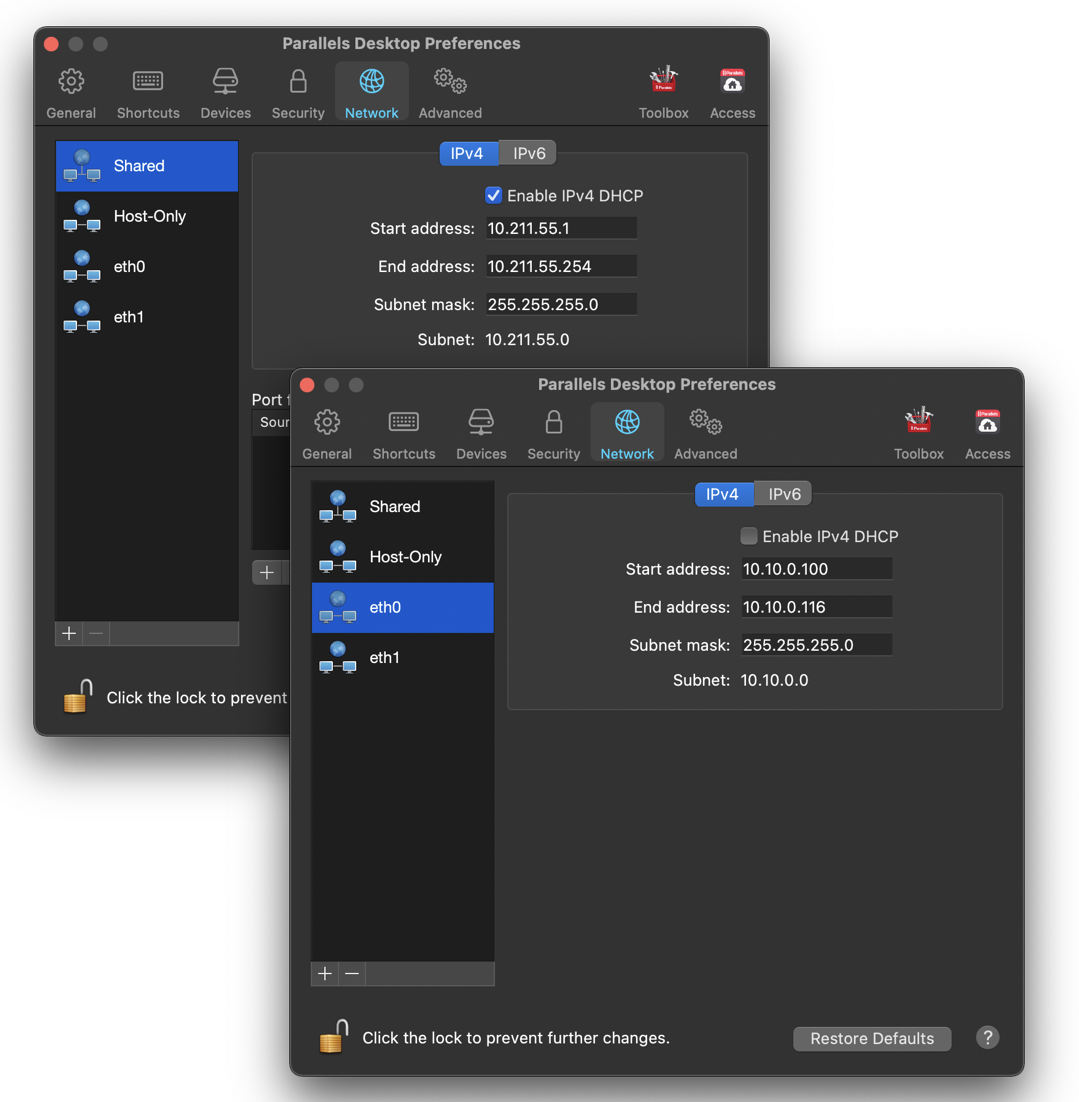 Parallels Desktop Preferences
General Shortcuts Devices Security Network Advanced Toolbox Access
IPv4 IPv6
Shared
Host-Only
eth0
eth1
Enable IPv4 DHCP
Start address: 10.211.55.1
End address: 10.211.55.254
Subnet mask: 255.255.255.0
Subnet: 10.211.55.0
Port
Sour
Click the lock to prevent
Parallels Desktop Preferences
General Shortcuts Devices Security Network Advanced Toolbox Access
IPv4 IPv6
Shared
Host-Only
eth0
eth1
Enable IPv4 DHCP
Start address: 10.10.0.100
End address: 10.10.0.116
Subnet mask: 255.255.255.0
Subnet: 10.10.0.0
Click the lock to prevent further changes.
Restore Defaults ?